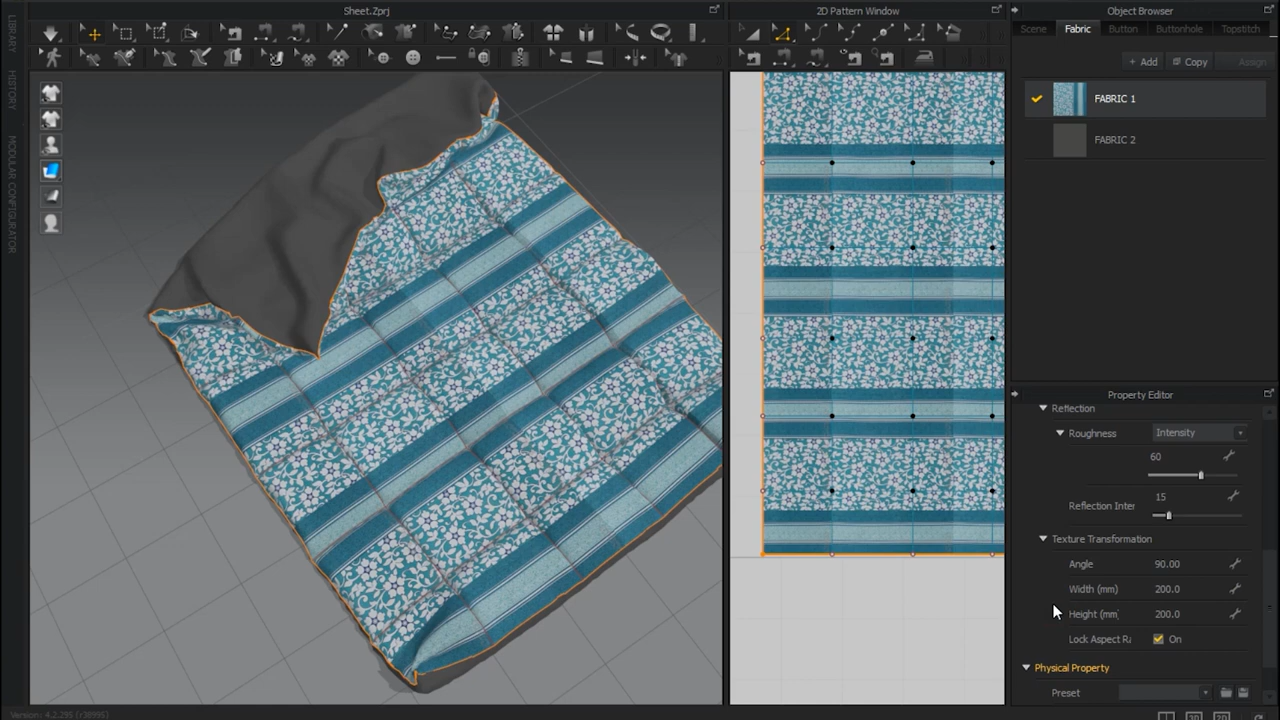 Sheet.Zprj
2D Pattern Window
Object Browser
LIBRARY
HISTORY
MODULAR CONFIGURATOR
Scene
Fabric
Button
Buttonhole
Topstitch
+ Add
Copy
Assign
FABRIC 1
FABRIC 2
Property Editor
Reflection
Roughness
Intensity
60
Reflection Inter
15
Texture Transformation
Angle
90.00
Width (mm)
200.0
Height (mm
200.0
Lock Aspect Ra
On
Physical Property
Preset